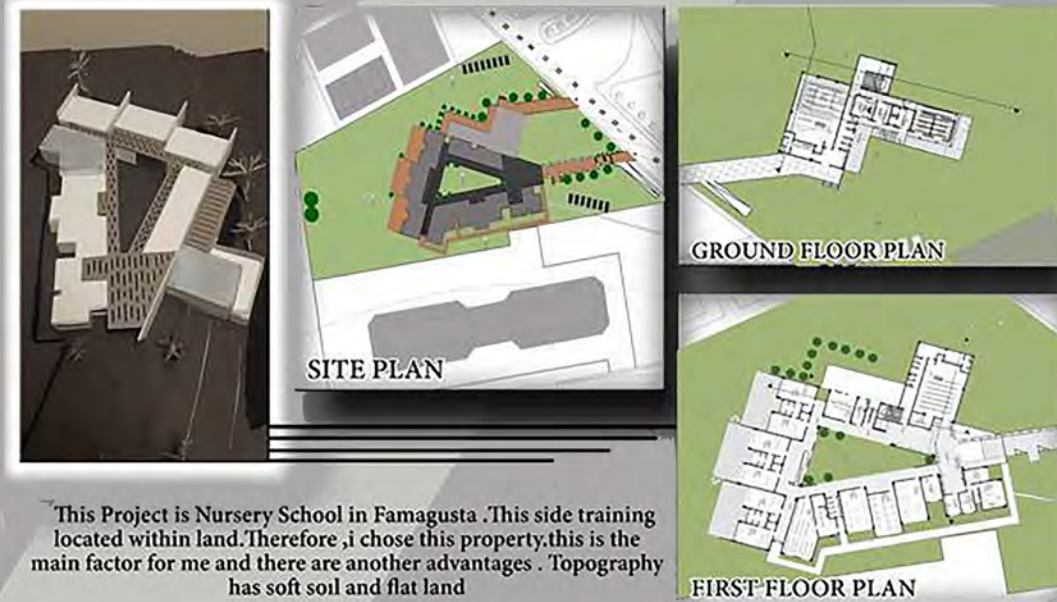 SITE PLAN
GROUND FLOOR PLAN
FIRST FLOOR PLAN
This Project is Nursery School in Famagusta .This side training
located within land.Therefore ,i chose this property.this is the
main factor for me and there are another advantages . Topography
has soft soil and flat land